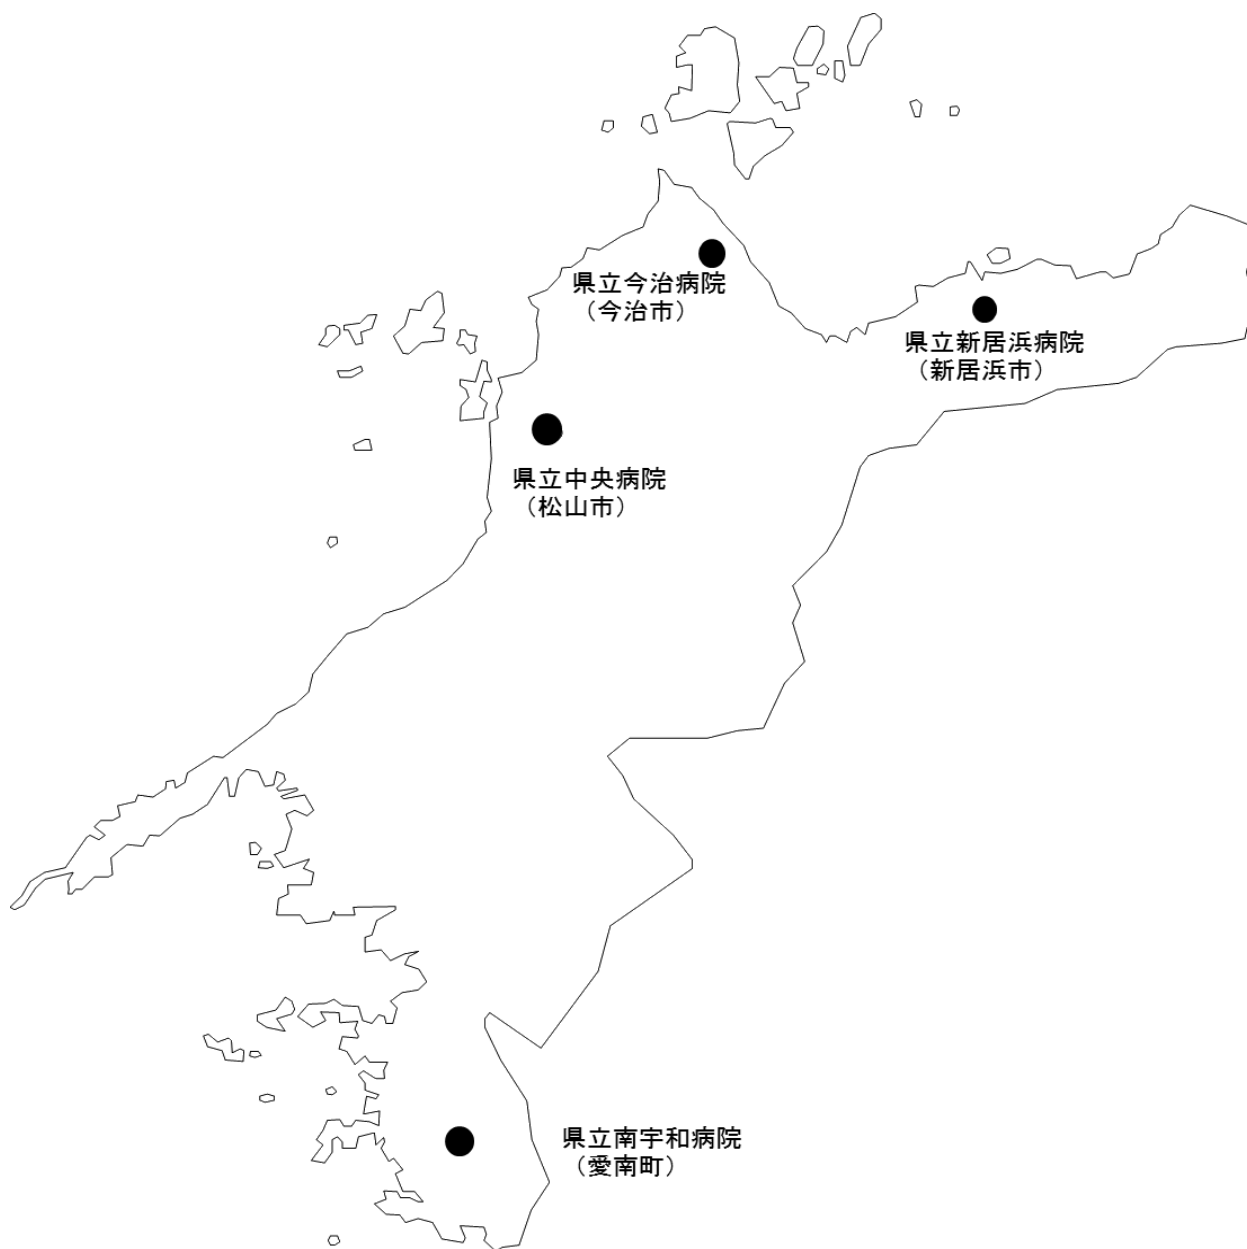 県立今治病院
（今治市）
県立新居浜病院
（新居浜市）
県立中央病院
（松山市）
県立南宇和病院
（愛南町）